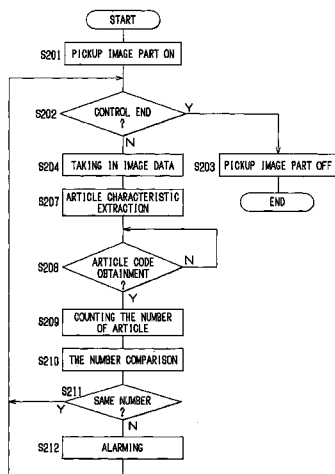 START
S201
PICKUP IMAGE PART ON
S202
CONTROL END
?
Y
N
S204
TAKING IN IMAGE DATA
S203
PICKUP IMAGE PART OFF
S207
ARTICLE CHARACTERISTIC
EXTRACTION
END
S208
ARTICLE CODE
OBTAINMENT
?
N
Y
S209
COUNTING THE NUMBER
OF ARTICLE
S210
THE NUMBER COMPARISON
S211
SAME NUMBER
?
Y
N
S212
ALARMING